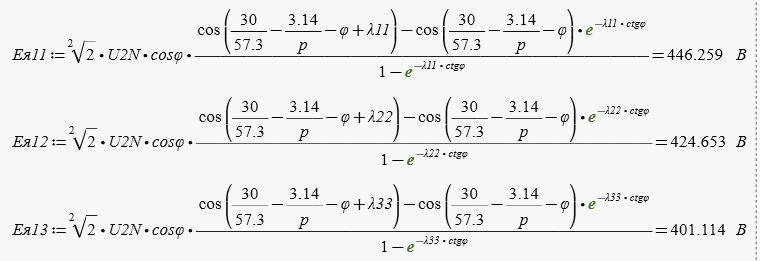 Eя11 := ²√2 · U2N · cosφ · (cos(30/57.3 − 3.14/p − φ + λ11) − cos(30/57.3 − 3.14/p − φ) · e^(−λ11 · ctgφ))/(1 − e^(−λ11 · ctgφ)) = 446.259 В
Eя12 := ²√2 · U2N · cosφ · (cos(30/57.3 − 3.14/p − φ + λ22) − cos(30/57.3 − 3.14/p − φ) · e^(−λ22 · ctgφ))/(1 − e^(−λ22 · ctgφ)) = 424.653 В
Eя13 := ²√2 · U2N · cosφ · (cos(30/57.3 − 3.14/p − φ + λ33) − cos(30/57.3 − 3.14/p − φ) · e^(−λ33 · ctgφ))/(1 − e^(−λ33 · ctgφ)) = 401.114 В